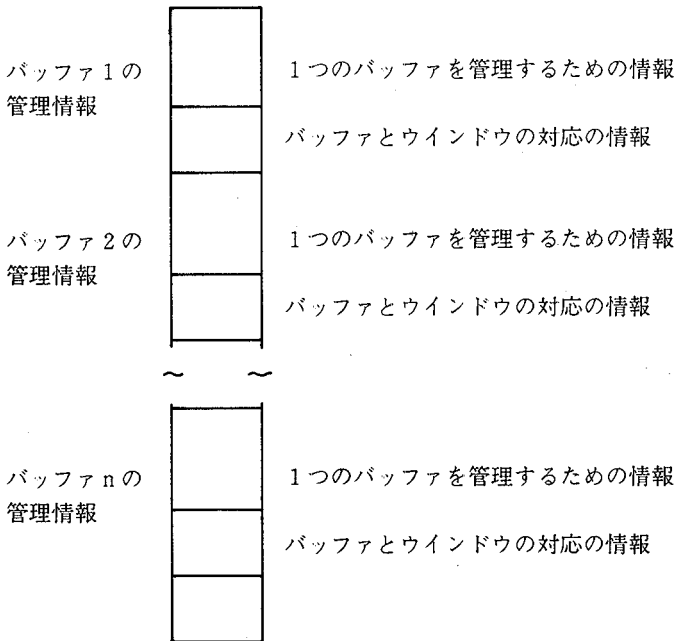 バッファ1の
管理情報
1つのバッファを管理するための情報
バッファとウインドウの対応の情報
バッファ2の
管理情報
1つのバッファを管理するための情報
バッファとウインドウの対応の情報
～ ～
バッファnの
管理情報
1つのバッファを管理するための情報
バッファとウインドウの対応の情報